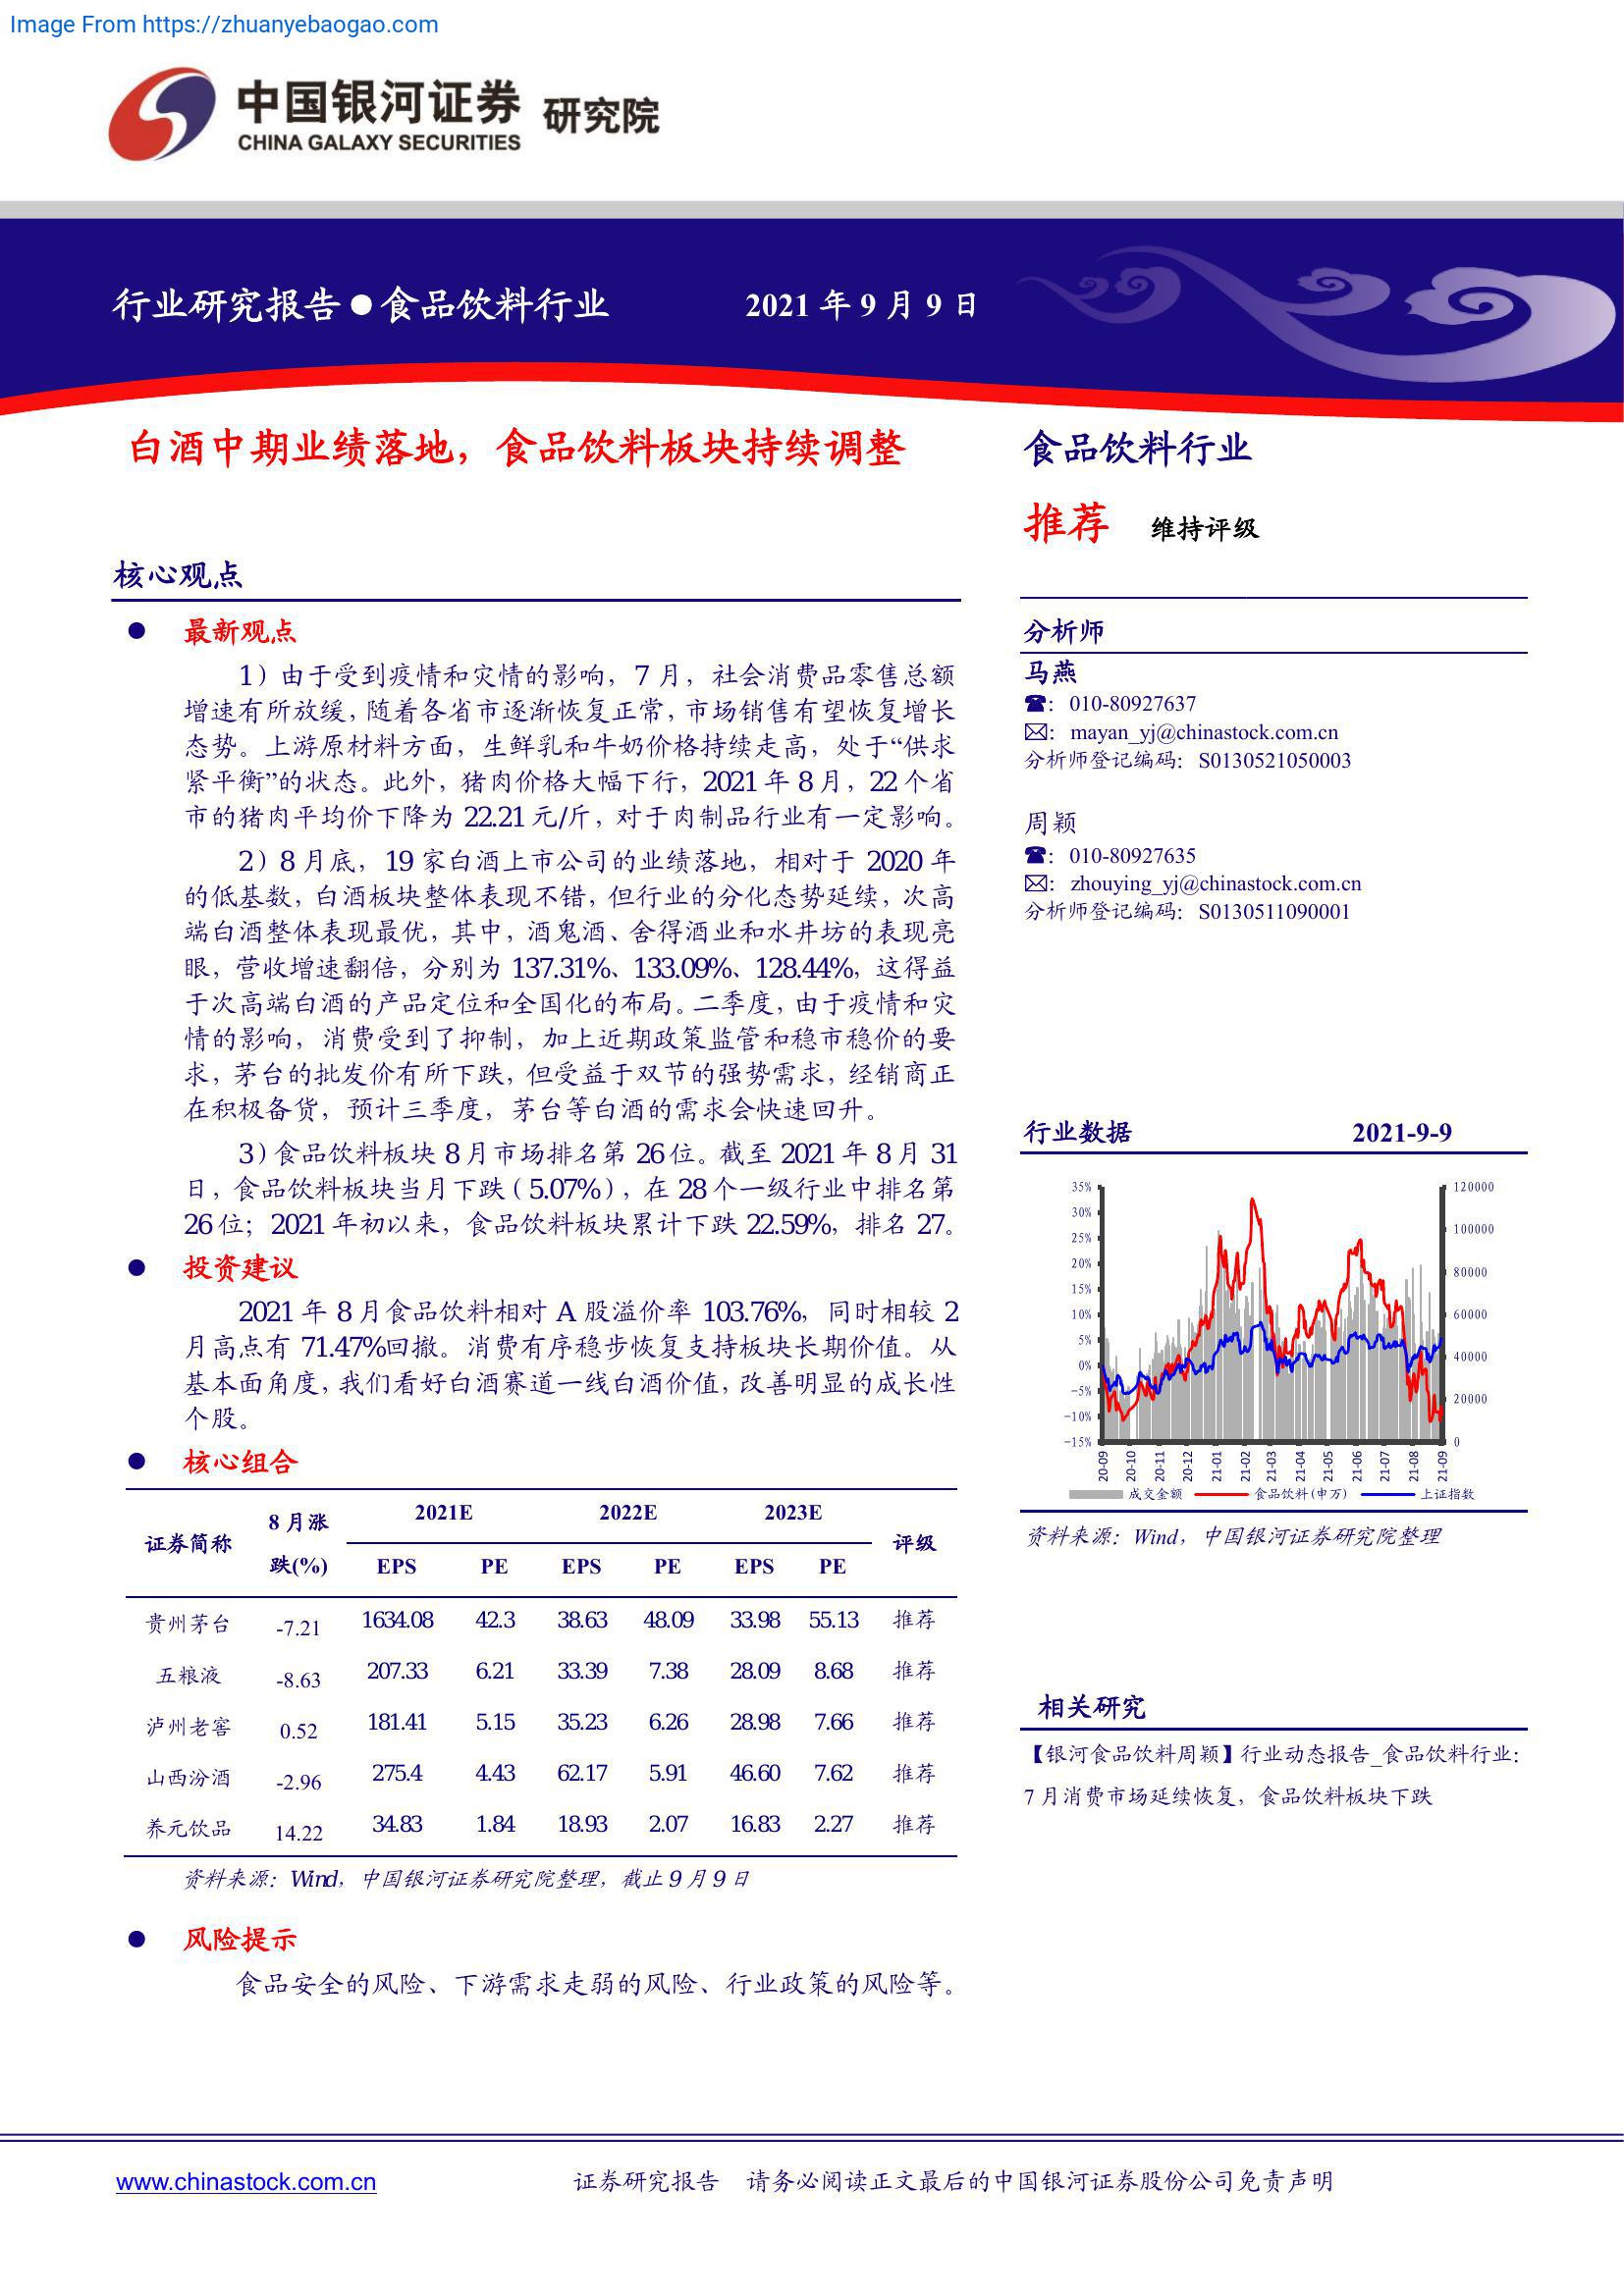 Image From https://zhuanyebaogao.com
中国银河证券 研究院
CHINA GALAXY SECURITIES
行业研究报告●食品饮料行业 2021 年 9 月 9 日
白酒中期业绩落地，食品饮料板块持续调整
核心观点
● 最新观点
1）由于受到疫情和灾情的影响，7 月，社会消费品零售总额
增速有所放缓，随着各省市逐渐恢复正常，市场销售有望恢复增长
态势。上游原材料方面，生鲜乳和牛奶价格持续走高，处于“供求
紧平衡”的状态。此外，猪肉价格大幅下行，2021 年 8 月，22 个省
市的猪肉平均价下降为 22.21 元/斤，对于肉制品行业有一定影响。
2）8 月底，19 家白酒上市公司的业绩落地，相对于 2020 年
的低基数，白酒板块整体表现不错，但行业的分化态势延续，次高
端白酒整体表现最优，其中，酒鬼酒、舍得酒业和水井坊的表现亮
眼，营收增速翻倍，分别为 137.31%、133.09%、128.44%，这得益
于次高端白酒的产品定位和全国化的布局。二季度，由于疫情和灾
情的影响，消费受到了抑制，加上近期政策监管和稳市稳价的要
求，茅台的批发价有所下跌，但受益于双节的强势需求，经销商正
在积极备货，预计三季度，茅台等白酒的需求会快速回升。
3）食品饮料板块 8 月市场排名第 26 位。截至 2021 年 8 月 31
日，食品饮料板块当月下跌（5.07%），在 28 个一级行业中排名第
26 位；2021 年初以来，食品饮料板块累计下跌 22.59%，排名 27。
● 投资建议
2021 年 8 月食品饮料相对 A 股溢价率 103.76%，同时相较 2
月高点有 71.47%回撤。消费有序稳步恢复支持板块长期价值。从
基本面角度，我们看好白酒赛道一线白酒价值，改善明显的成长性
个股。
● 核心组合
证券简称 8 月涨跌(%) 2021E 2022E 2023E 评级
EPS PE EPS PE EPS PE
贵州茅台 -7.21 1634.08 42.3 38.63 48.09 33.98 55.13 推荐
五粮液 -8.63 207.33 6.21 33.39 7.38 28.09 8.68 推荐
泸州老窖 0.52 181.41 5.15 35.23 6.26 28.98 7.66 推荐
山西汾酒 -2.96 275.4 4.43 62.17 5.91 46.60 7.62 推荐
养元饮品 14.22 34.83 1.84 18.93 2.07 16.83 2.27 推荐
资料来源：Wind，中国银河证券研究院整理，截止 9 月 9 日
● 风险提示
食品安全的风险、下游需求走弱的风险、行业政策的风险等。
食品饮料行业
推荐 维持评级
分析师
马燕
☎：010-80927637
✉：mayan_yj@chinastock.com.cn
分析师登记编码：S0130521050003
周颖
☎：010-80927635
✉：zhouying_yj@chinastock.com.cn
分析师登记编码：S0130511090001
行业数据 2021-9-9
35% 120000
30% 100000
25% 80000
20% 60000
15% 40000
10% 20000
5% 0
0%
-5%
-10%
-15%
20-09 20-10 20-11 20-12 21-01 21-02 21-03 21-04 21-05 21-06 21-07 21-08 21-09
成交金额 食品饮料(申万) 上证指数
资料来源：Wind，中国银河证券研究院整理
相关研究
【银河食品饮料周颖】行业动态报告_食品饮料行业：
7 月消费市场延续恢复，食品饮料板块下跌
www.chinastock.com.cn 证券研究报告 请务必阅读正文最后的中国银河证券股份公司免责声明